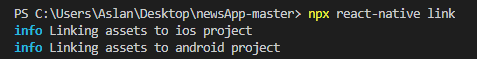 PS C:\Users\Aslan\Desktop\newsApp-master> npx react-native link
info Linking assets to ios project
info Linking assets to android project